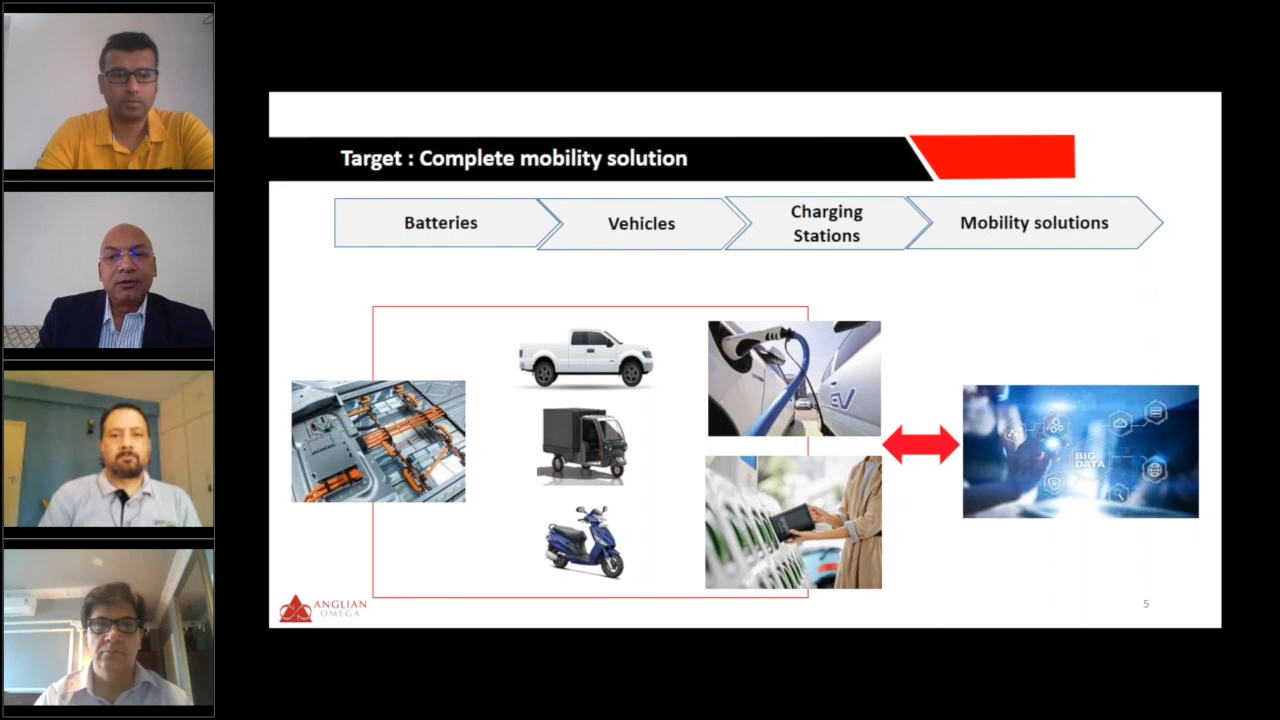 Target : Complete mobility solution
Batteries
Vehicles
Charging
Stations
Mobility solutions
EV
BIG
DATA
ANGLIAN
OMEGA
5